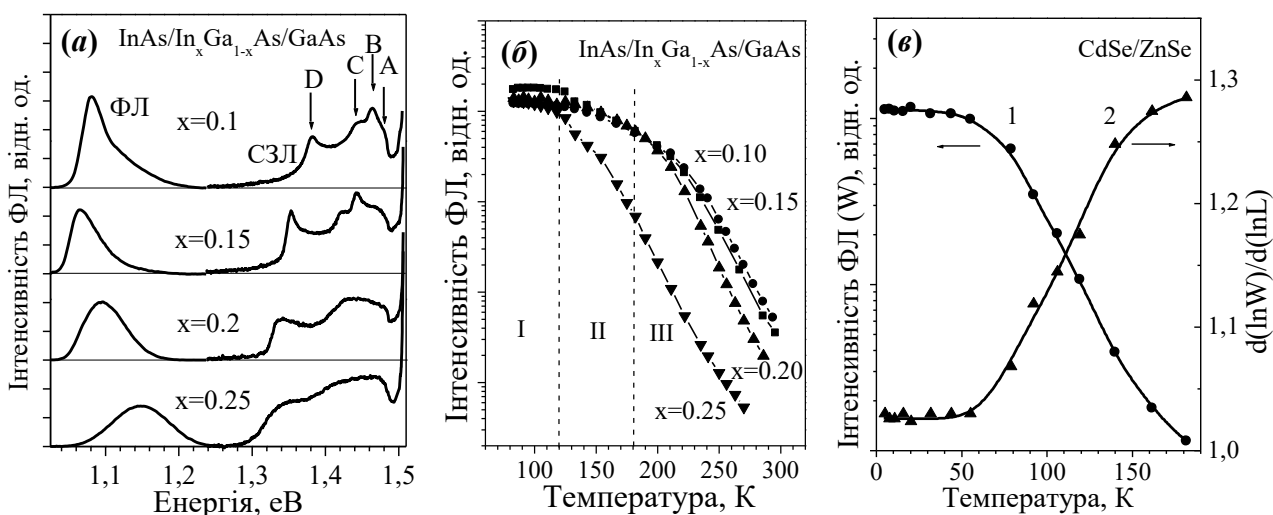 (а)
InAs/InxGa1-xAs/GaAs
B
C
A
D
ФЛ
x=0.1
СЗЛ
x=0.15
x=0.2
x=0.25
Інтенсивність ФЛ, відн. од.
1,1 1,2 1,3 1,4 1,5
Енергія, еВ
(б)
InAs/InxGa1-xAs/GaAs
x=0.10
x=0.15
I II III
x=0.20
x=0.25
Інтенсивність ФЛ, відн. од.
100 150 200 250 300
Температура, К
(в)
CdSe/ZnSe
1 2
Інтенсивність ФЛ (W), відн. од.
1,3
1,2
1,1
1,0
d(lnW)/d(lnL)
0 50 100 150
Температура, К